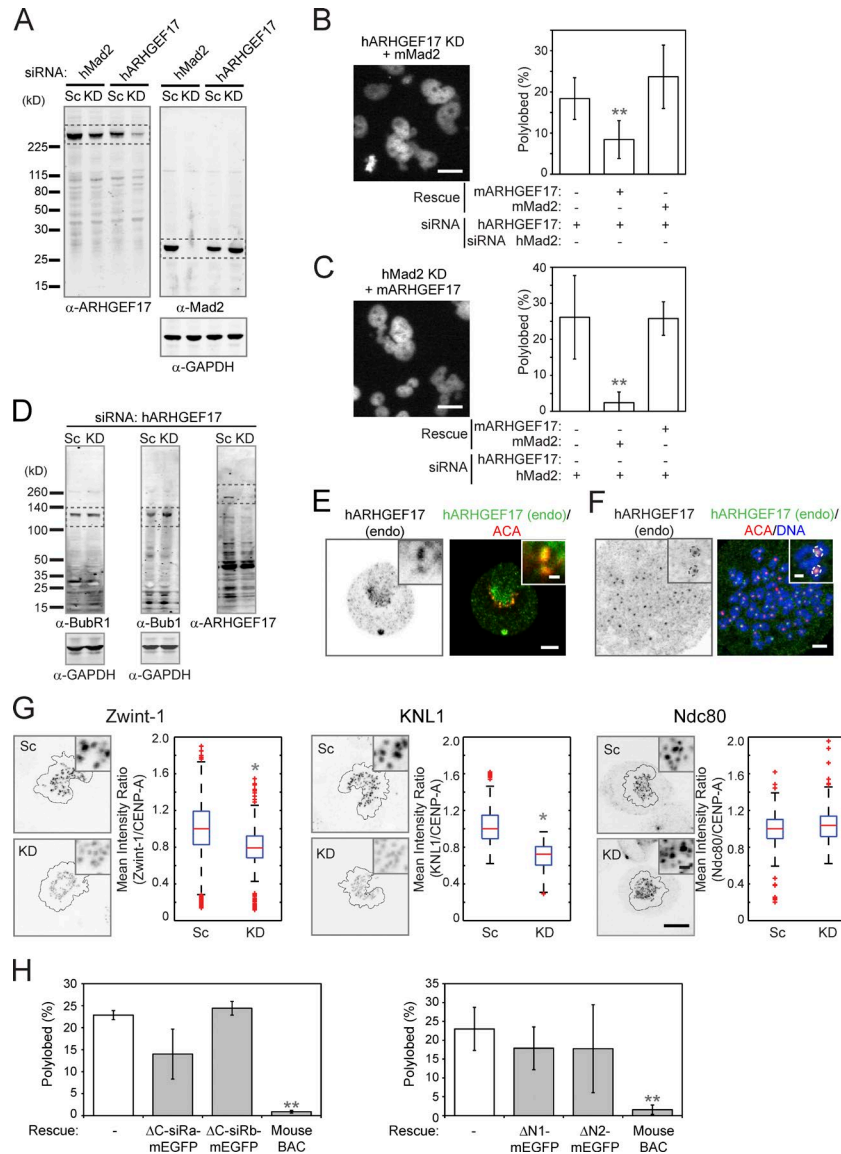 A
siRNA:
hMad2
hARHGEF17
hMad2
hARHGEF17
(kD)
Sc KD Sc KD
Sc KD Sc KD
225
115
80
50
30
25
15
α-ARHGEF17
α-Mad2
α-GAPDH
B
hARHGEF17 KD
+ mMad2
Polylobed (%)
35
30
20
10
0
**
Rescue
mARHGEF17: - + -
mMad2: - - +
siRNA
hARHGEF17: + + +
siRNA hMad2: - - -
C
hMad2 KD
+ mARHGEF17
Polylobed (%)
40
30
20
10
0
**
Rescue
mARHGEF17: - - +
mMad2: - + -
siRNA
hARHGEF17: - - -
hMad2: + + +
D
siRNA: hARHGEF17
Sc KD
Sc KD
Sc KD
(kD)
260
140
100
50
35
25
15
α-BubR1
α-Bub1
α-ARHGEF17
α-GAPDH
α-GAPDH
E
hARHGEF17
(endo)
hARHGEF17 (endo)/
ACA
F
hARHGEF17
(endo)
hARHGEF17 (endo)/
ACA/DNA
G
Zwint-1
Sc
KD
Mean Intensity Ratio
(Zwint-1/CENP-A)
2.0
1.6
1.2
0.8
0.4
0
*
Sc
KD
KNL1
Sc
KD
Mean Intensity Ratio
(KNL1/CENP-A)
2.0
1.6
1.2
0.8
0.4
0
*
Sc
KD
Ndc80
Sc
KD
Mean Intensity Ratio
(Ndc80/CENP-A)
2.0
1.6
1.2
0.8
0.4
0
Sc
KD
H
Polylobed (%)
30
25
20
15
10
5
0
**
Rescue:
-
ΔC-siRa-
mEGFP
ΔC-siRb-
mEGFP
Mouse
BAC
Polylobed (%)
35
30
25
20
15
10
5
0
**
Rescue:
-
ΔN1-
mEGFP
ΔN2-
mEGFP
Mouse
BAC